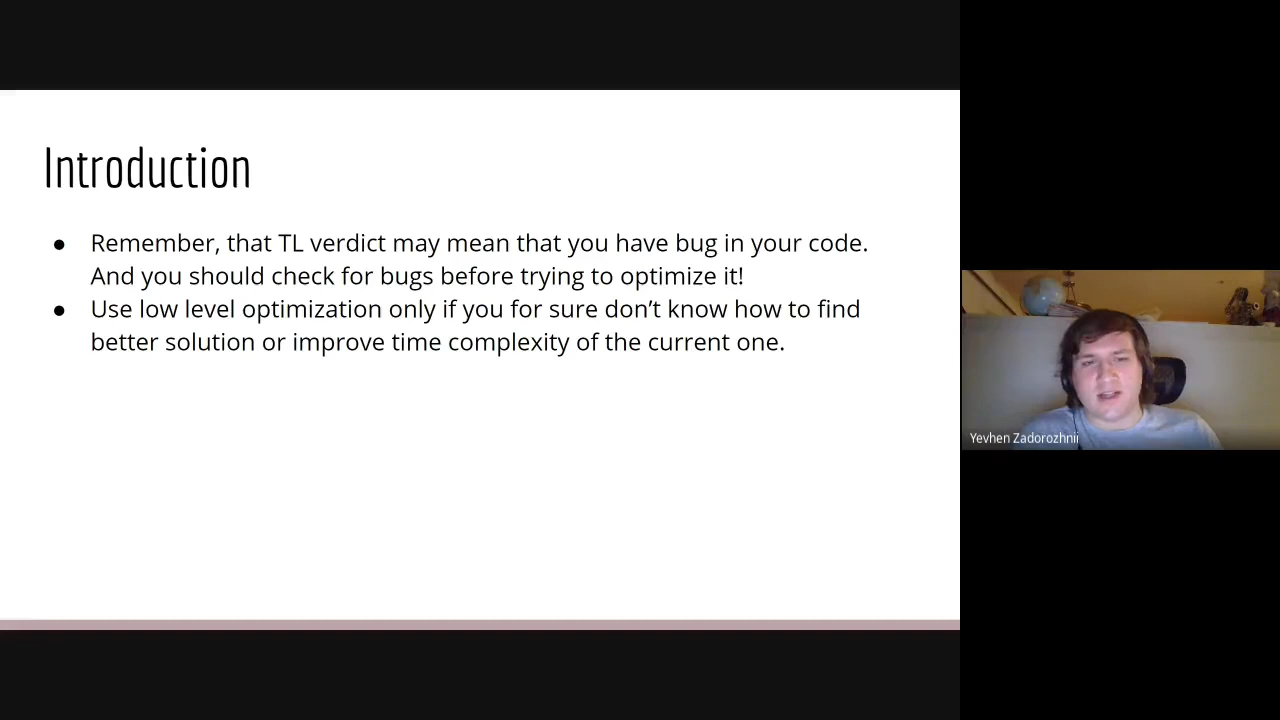 Introduction
● Remember, that TL verdict may mean that you have bug in your code.
And you should check for bugs before trying to optimize it!
● Use low level optimization only if you for sure don’t know how to find
better solution or improve time complexity of the current one.
Yevhen Zadorozhnii